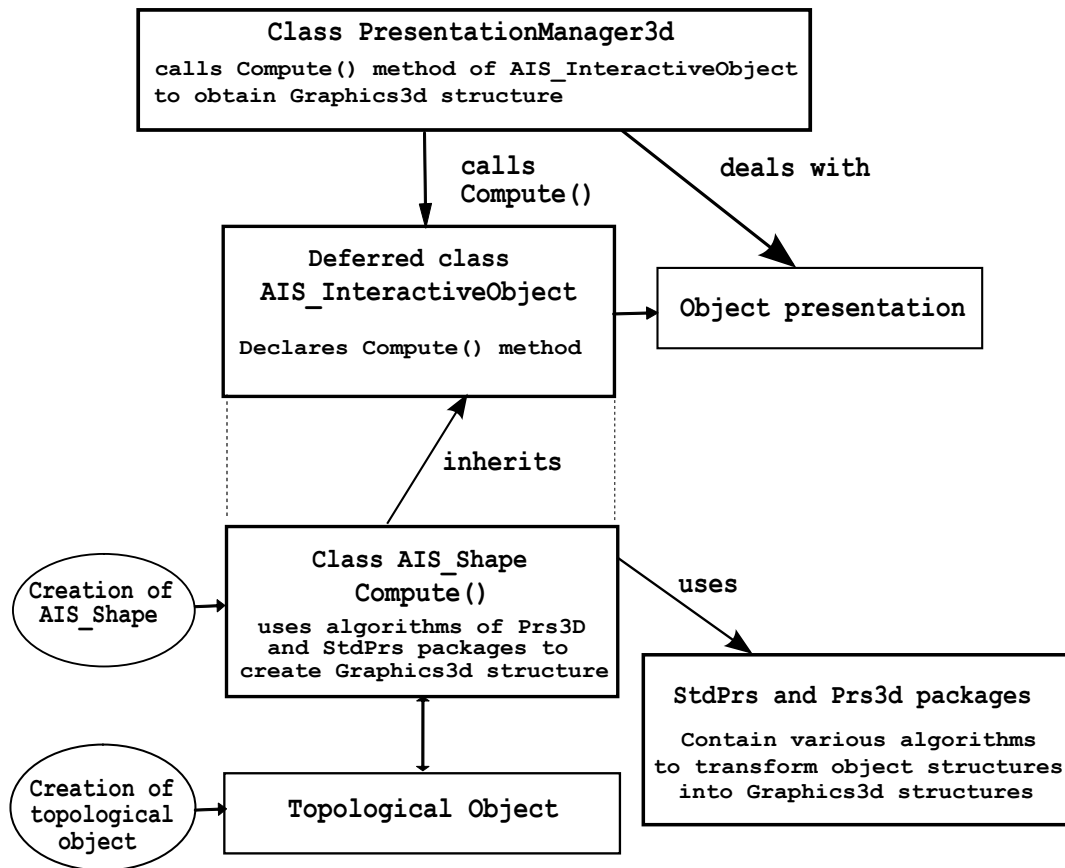 Class PresentationManager3d
calls Compute() method of AIS_InteractiveObject
to obtain Graphics3d structure
calls
Compute()
deals with
Deferred class
AIS_InteractiveObject
Declares Compute() method
Object presentation
inherits
Class AIS_Shape
Compute()
uses algorithms of Prs3D
and StdPrs packages to
create Graphics3d structure
Creation of
AIS_Shape
uses
StdPrs and Prs3d packages
Contain various algorithms
to transform object structures
into Graphics3d structures
Creation of
topological
object
Topological Object